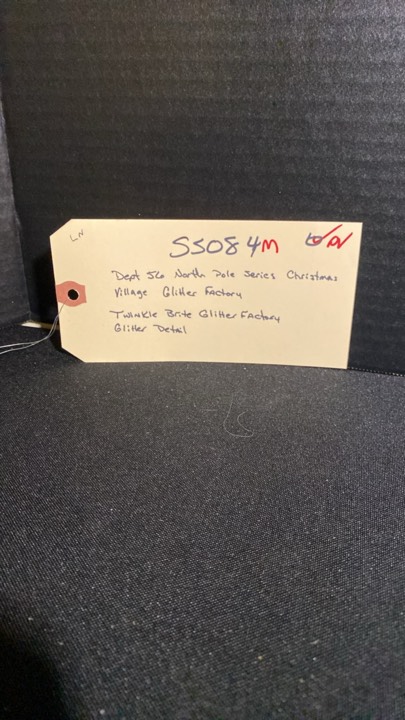 LN
SS084M
Dept 56 North Pole Series Christmas
Village Glitter Factory
Twinkle Brite Glitter Factory
Glitter Detail